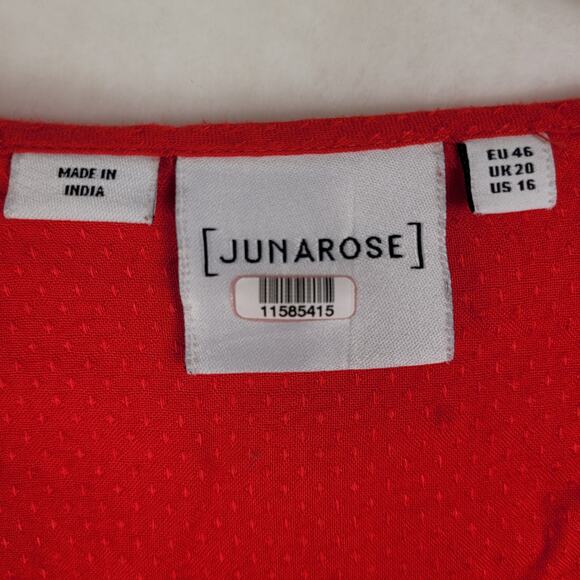 MADE IN
INDIA
[JUNAROSE]
11585415
EU 46
UK 20
US 16